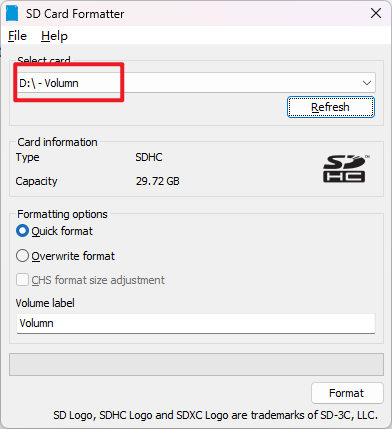 SD Card Formatter
File Help
Select card
D:\ - Volumn
Refresh
Card information
Type SDHC
Capacity 29.72 GB
SD
HC
Formatting options
Quick format
Overwrite format
CHS format size adjustment
Volume label
Volumn
Format
SD Logo, SDHC Logo and SDXC Logo are trademarks of SD-3C, LLC.